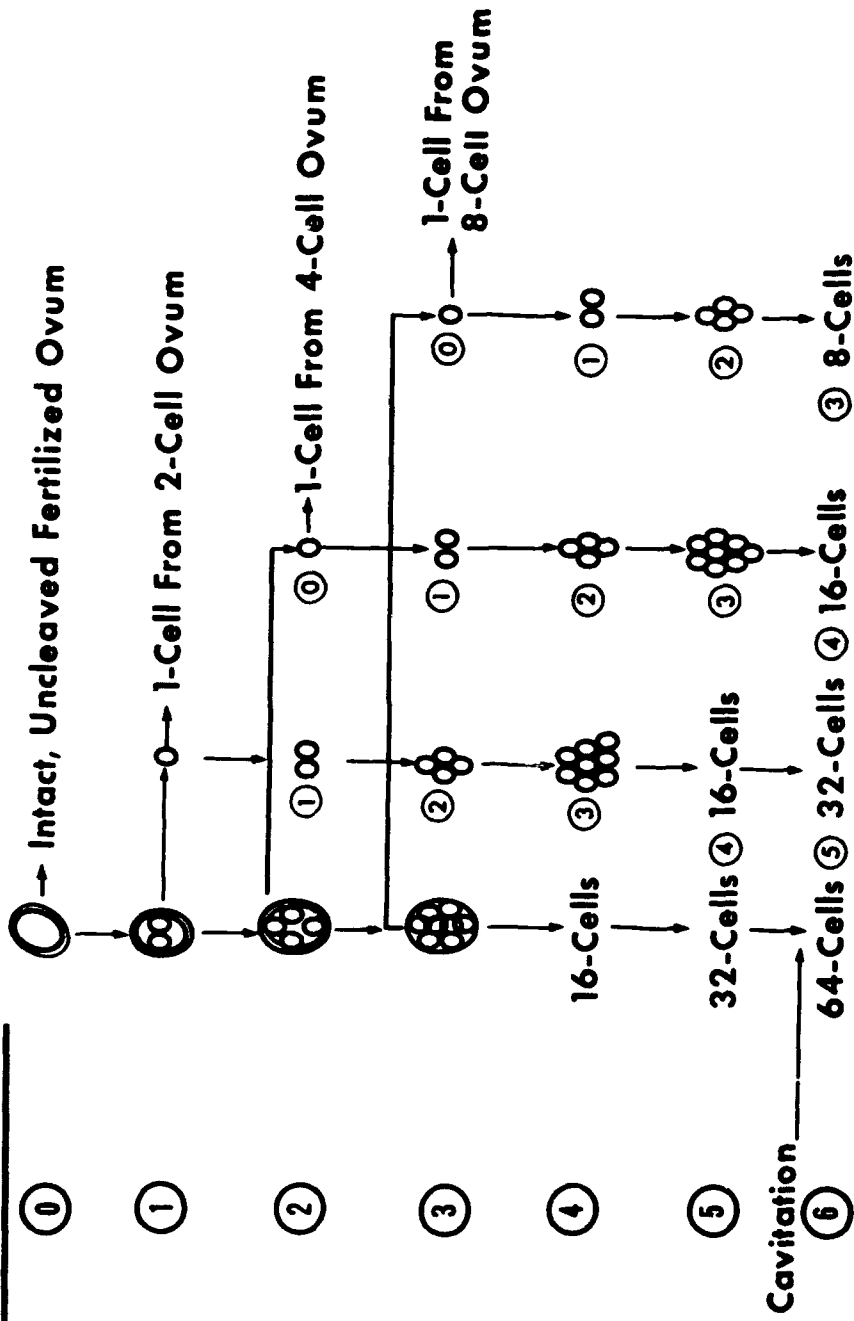 0
Intact, Uncleaved Fertilized Ovum
1
1-Cell From 2-Cell Ovum
2
1
0
1-Cell From 4-Cell Ovum
3
2
1
0
1-Cell From
8-Cell Ovum
4
16-Cells
3
2
1
5
32-Cells
4
16-Cells
3
2
Cavitation
6
64-Cells
5
32-Cells
4
16-Cells
3
8-Cells